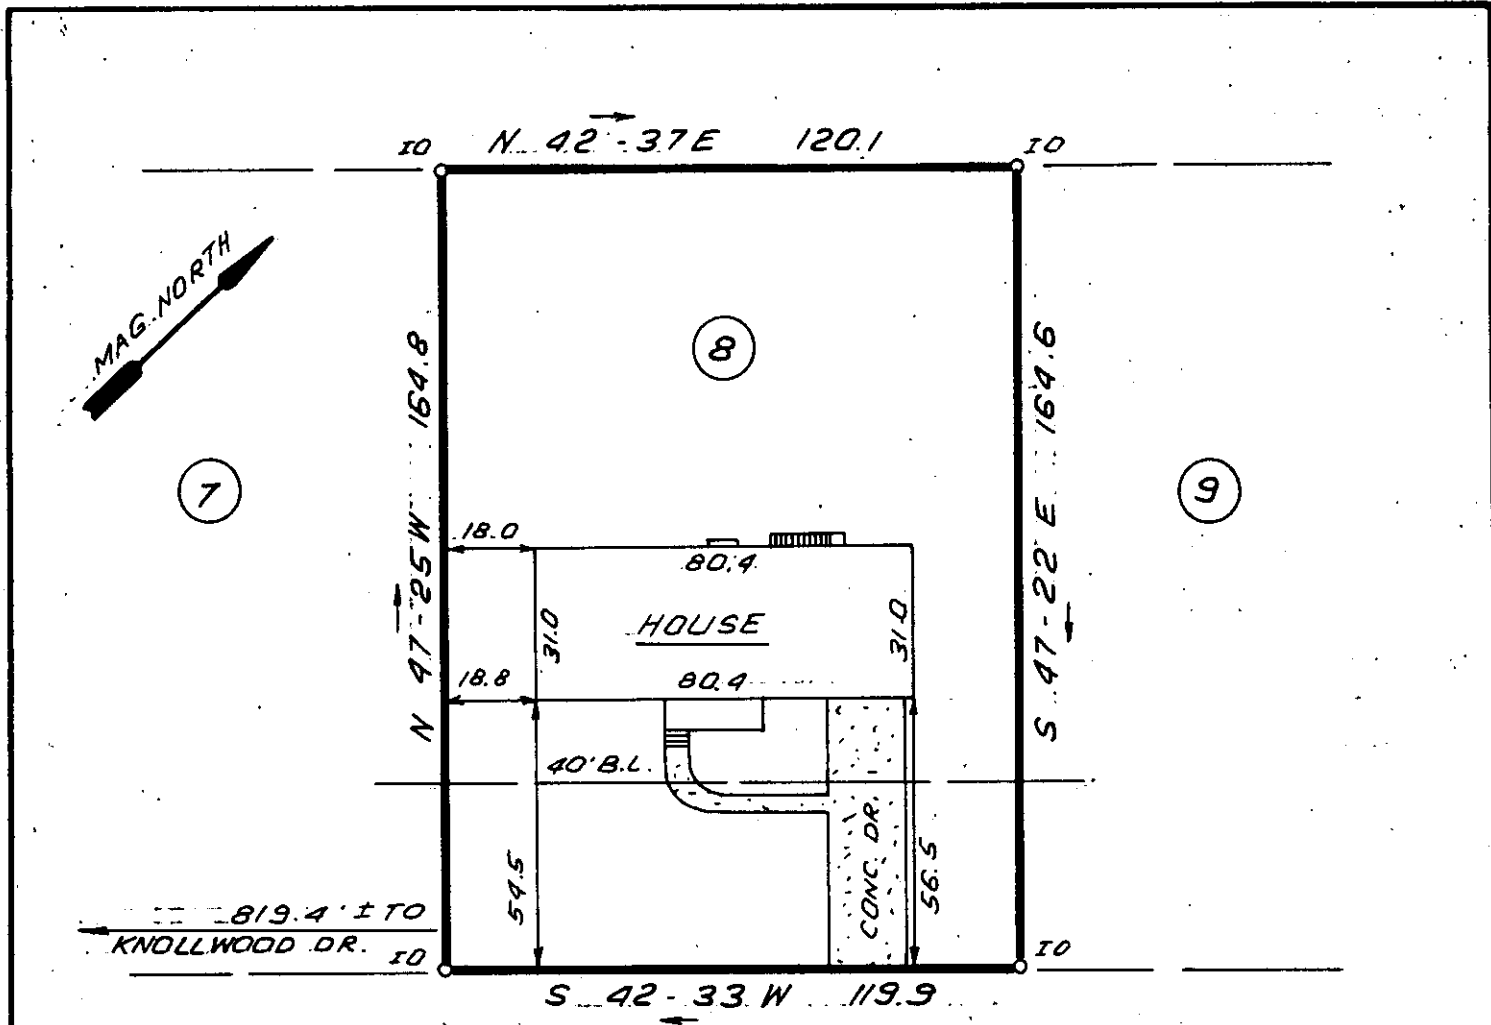 IO N 42-37E 120.1 IO
MAG. NORTH
N 47-25W 164.8
S 47-22 E 164.6
8
7
9
18.0
80.4
31.0
HOUSE
31.0
18.8
80.4
40' B.L.
54.5
CONC. DR.
56.5
819.4' ± TO
KNOLLWOOD DR.
IO
IO
S 42-33 W 119.9